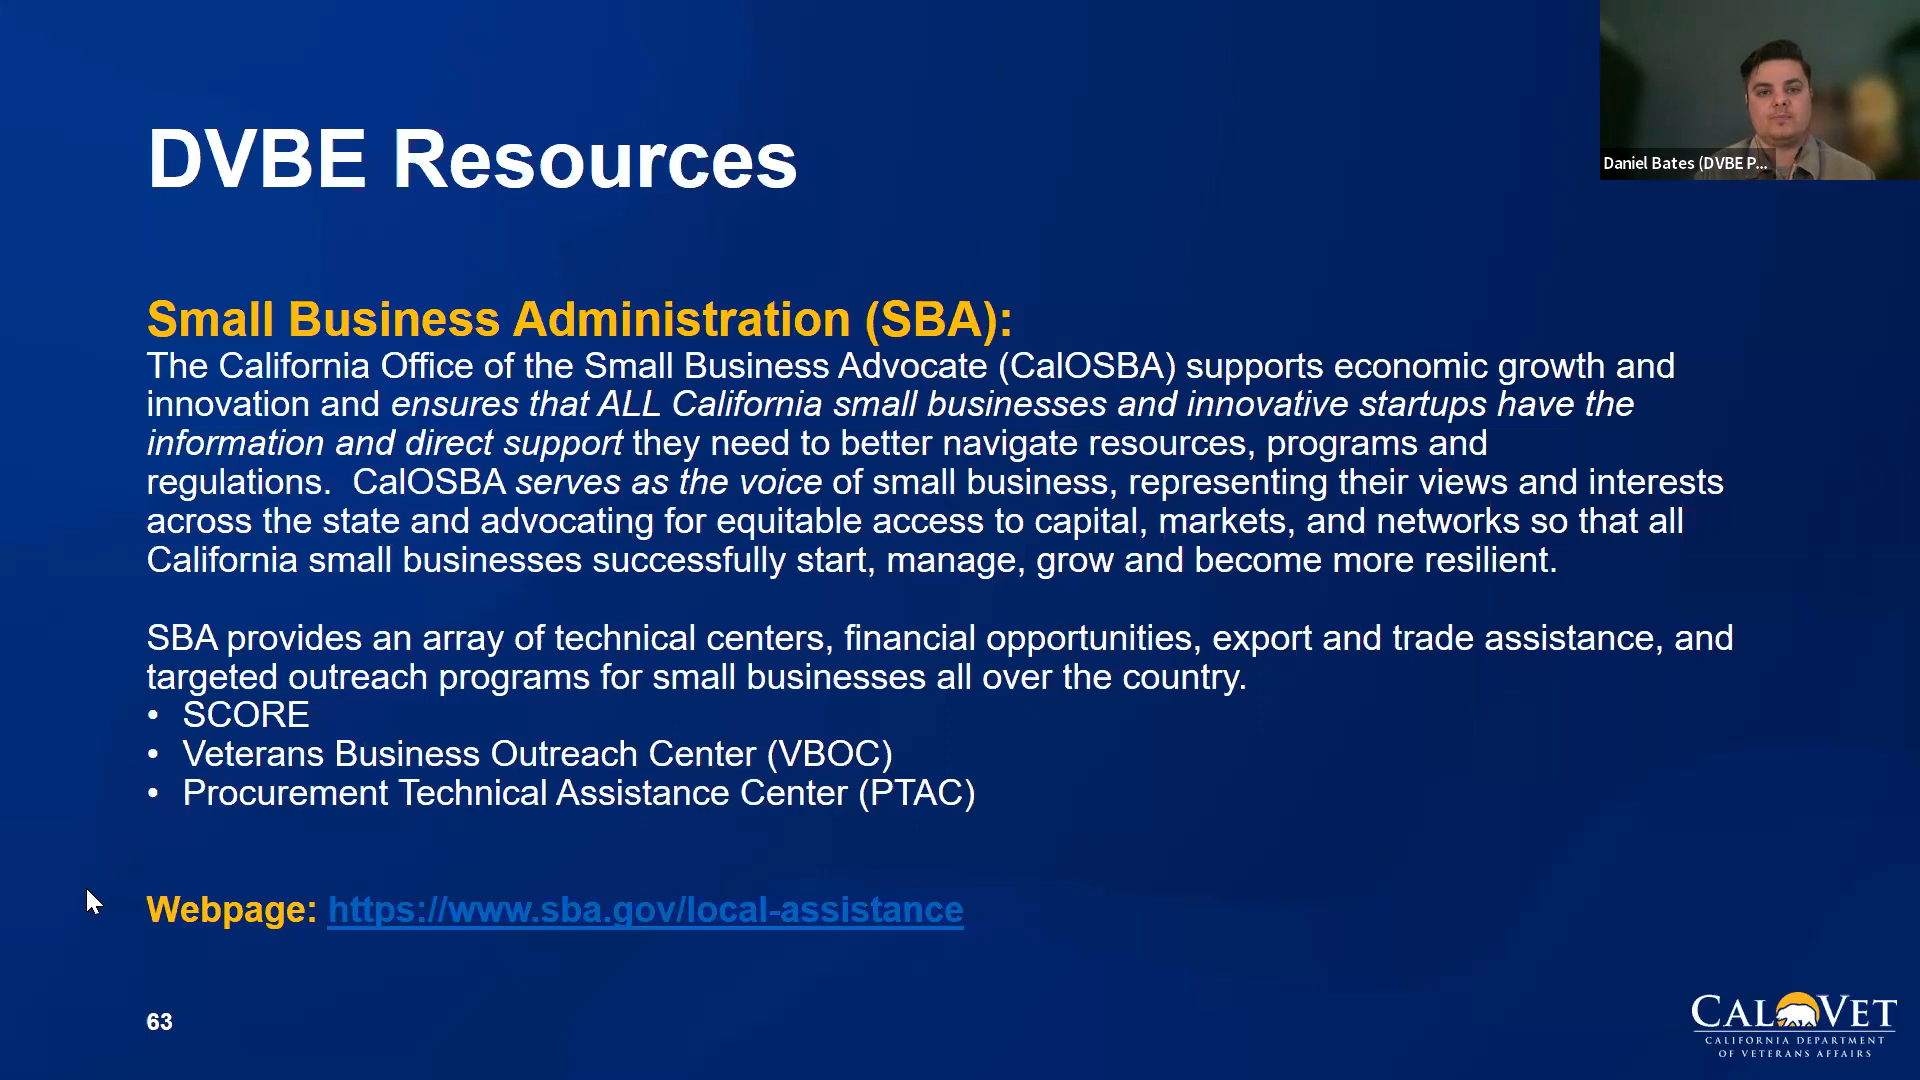 DVBE Resources
Daniel Bates (DVBE P...
Small Business Administration (SBA):
The California Office of the Small Business Advocate (CalOSBA) supports economic growth and
innovation and ensures that ALL California small businesses and innovative startups have the
information and direct support they need to better navigate resources, programs and
regulations.  CalOSBA serves as the voice of small business, representing their views and interests
across the state and advocating for equitable access to capital, markets, and networks so that all
California small businesses successfully start, manage, grow and become more resilient.
SBA provides an array of technical centers, financial opportunities, export and trade assistance, and
targeted outreach programs for small businesses all over the country.
• SCORE
• Veterans Business Outreach Center (VBOC)
• Procurement Technical Assistance Center (PTAC)
Webpage: https://www.sba.gov/local-assistance
63
CALVET
CALIFORNIA DEPARTMENT
OF VETERANS AFFAIRS